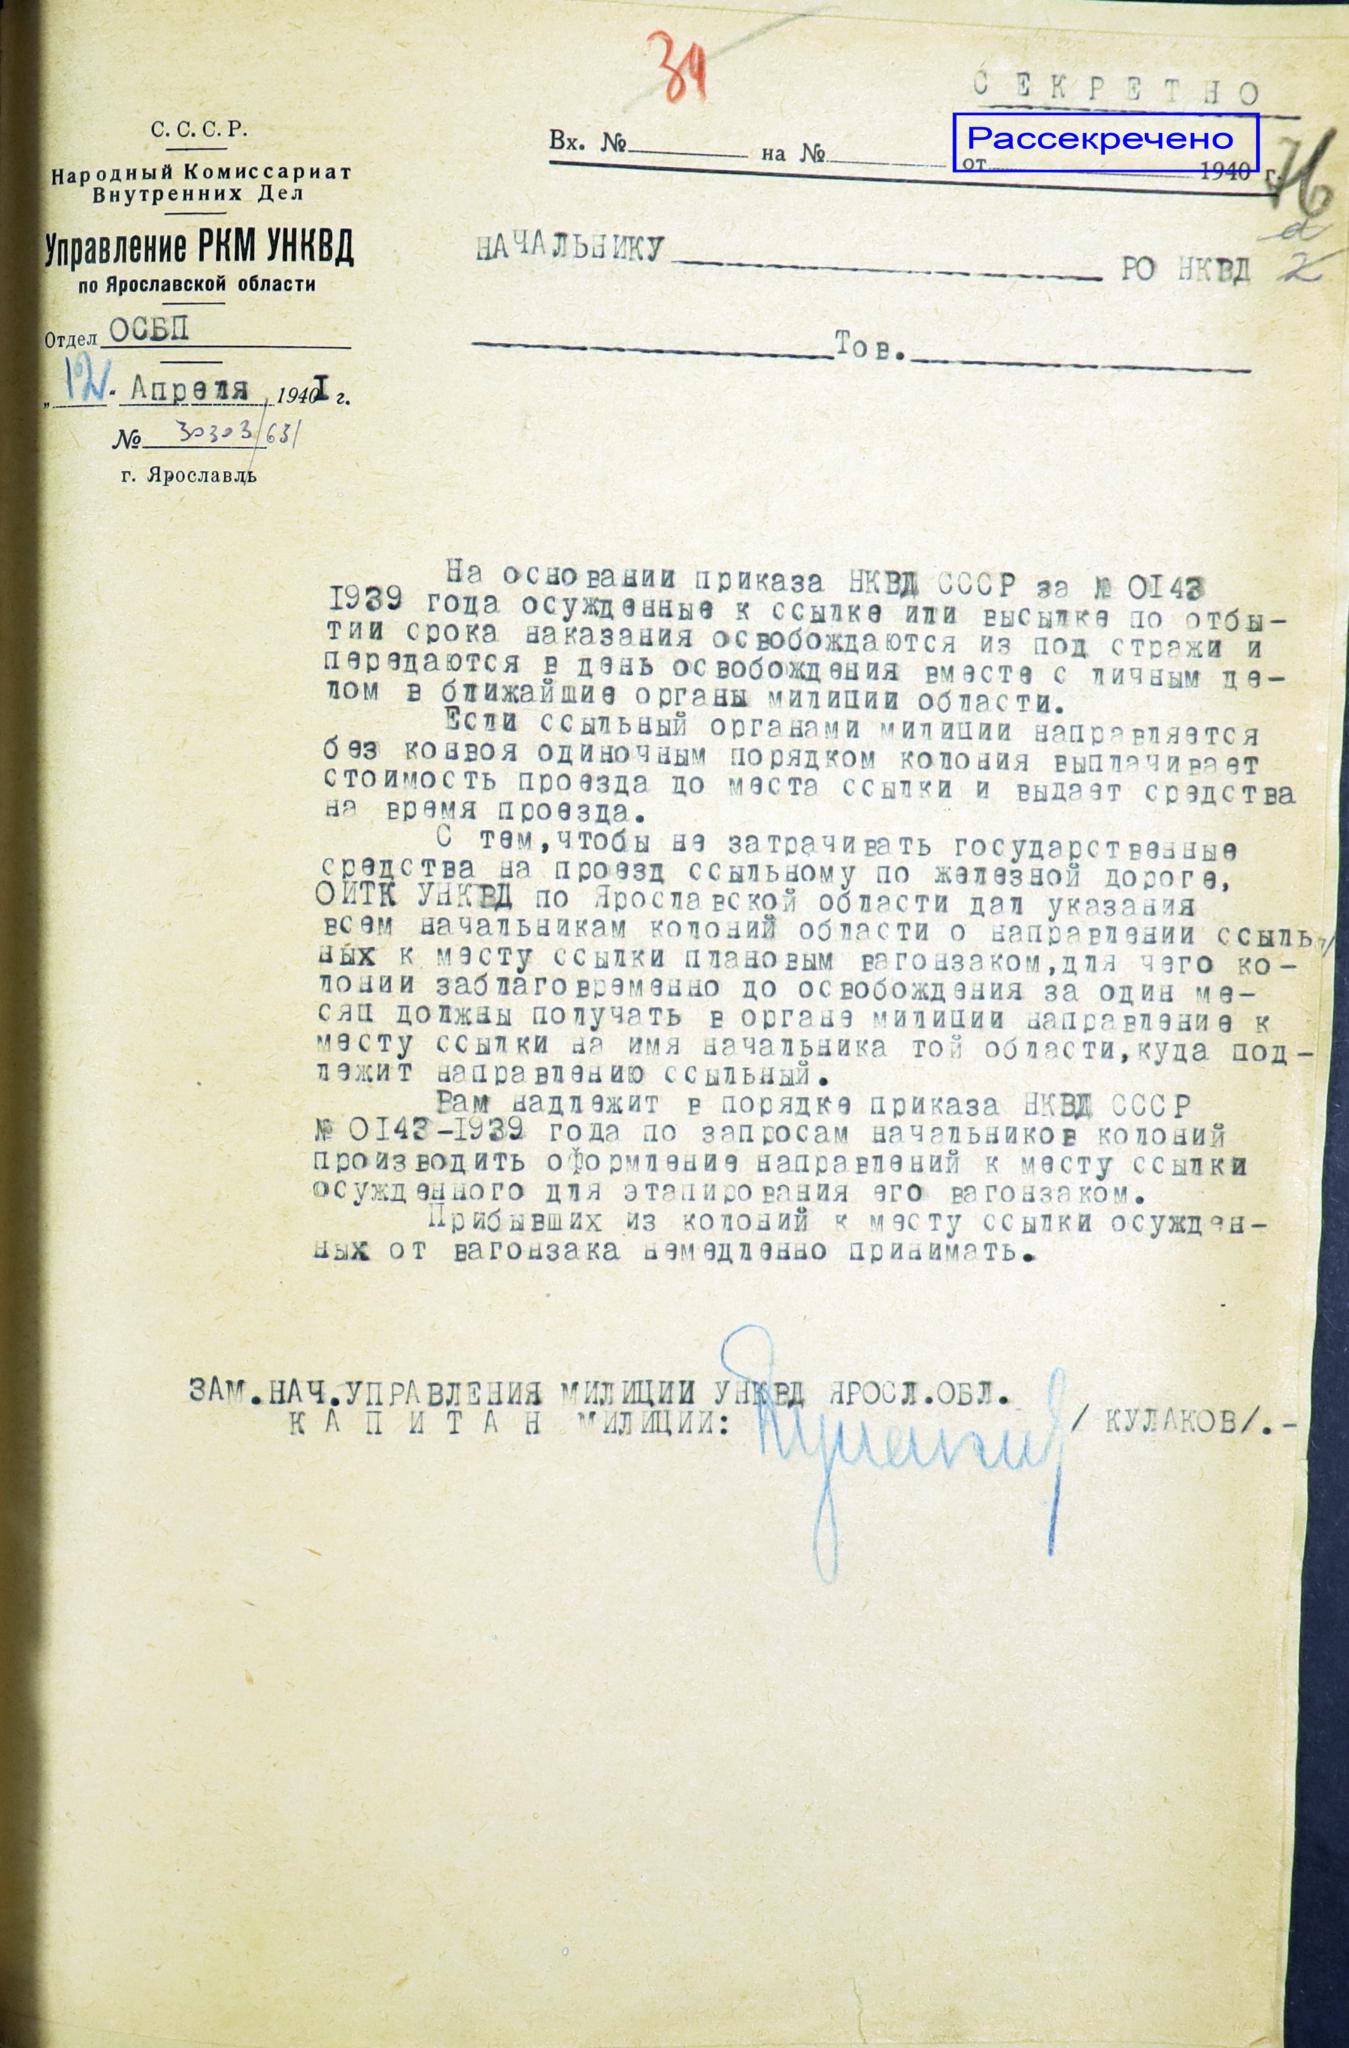 34
СЕКРЕТНО
Рассекречено
Вх. № на № от 1940 г.
С. С. С. Р.
Народный Комиссариат
Внутренних Дел
Управление РКМ УНКВД
по Ярославской области
Отдел ОСБП
„12“ Апреля 1941 г.
№ 30303/631
г. Ярославль
НАЧАЛЬНИКУ РО НКВД
Тов.
На основании приказа НКВД СССР за № 0143
1939 года осужденные к ссылке или высылке по отбы-
тии срока наказания освобождаются из под стражи и
передаются в день освобождения вместе с личным де-
лом в ближайшие органы милиции области.
Если ссыльный органами милиции направляется
без конвоя одиночным порядком колония выплачивает
стоимость проезда до места ссылки и выдает средства
на время проезда.
С тем,чтобы не затрачивать государственные
средства на проезд ссыльному по железной дороге,
ОИТК УНКВД по Ярославской области дал указания
всем начальникам колоний области о направлении ссыль
ных к месту ссылки плановым вагонзаком,для чего ко-
лонии заблаговременно до освобождения за один ме-
сяц должны получать в органе милиции направление к
месту ссылки на имя начальника той области,куда под-
лежит направлению ссыльный.
Вам надлежит в порядке приказа НКВД СССР
№ 0143-1939 года по запросам начальников колоний
производить оформление направлений к месту ссылки
осужденного для этапирования его вагонзаком.
Прибывших из колоний к месту ссылки осужден-
ных от вагонзака немедленно принимать.
ЗАМ.НАЧ.УПРАВЛЕНИЯ МИЛИЦИИ УНКВД ЯРОСЛ.ОБЛ.
КАПИТАН МИЛИЦИИ: /КУЛАКОВ/.-